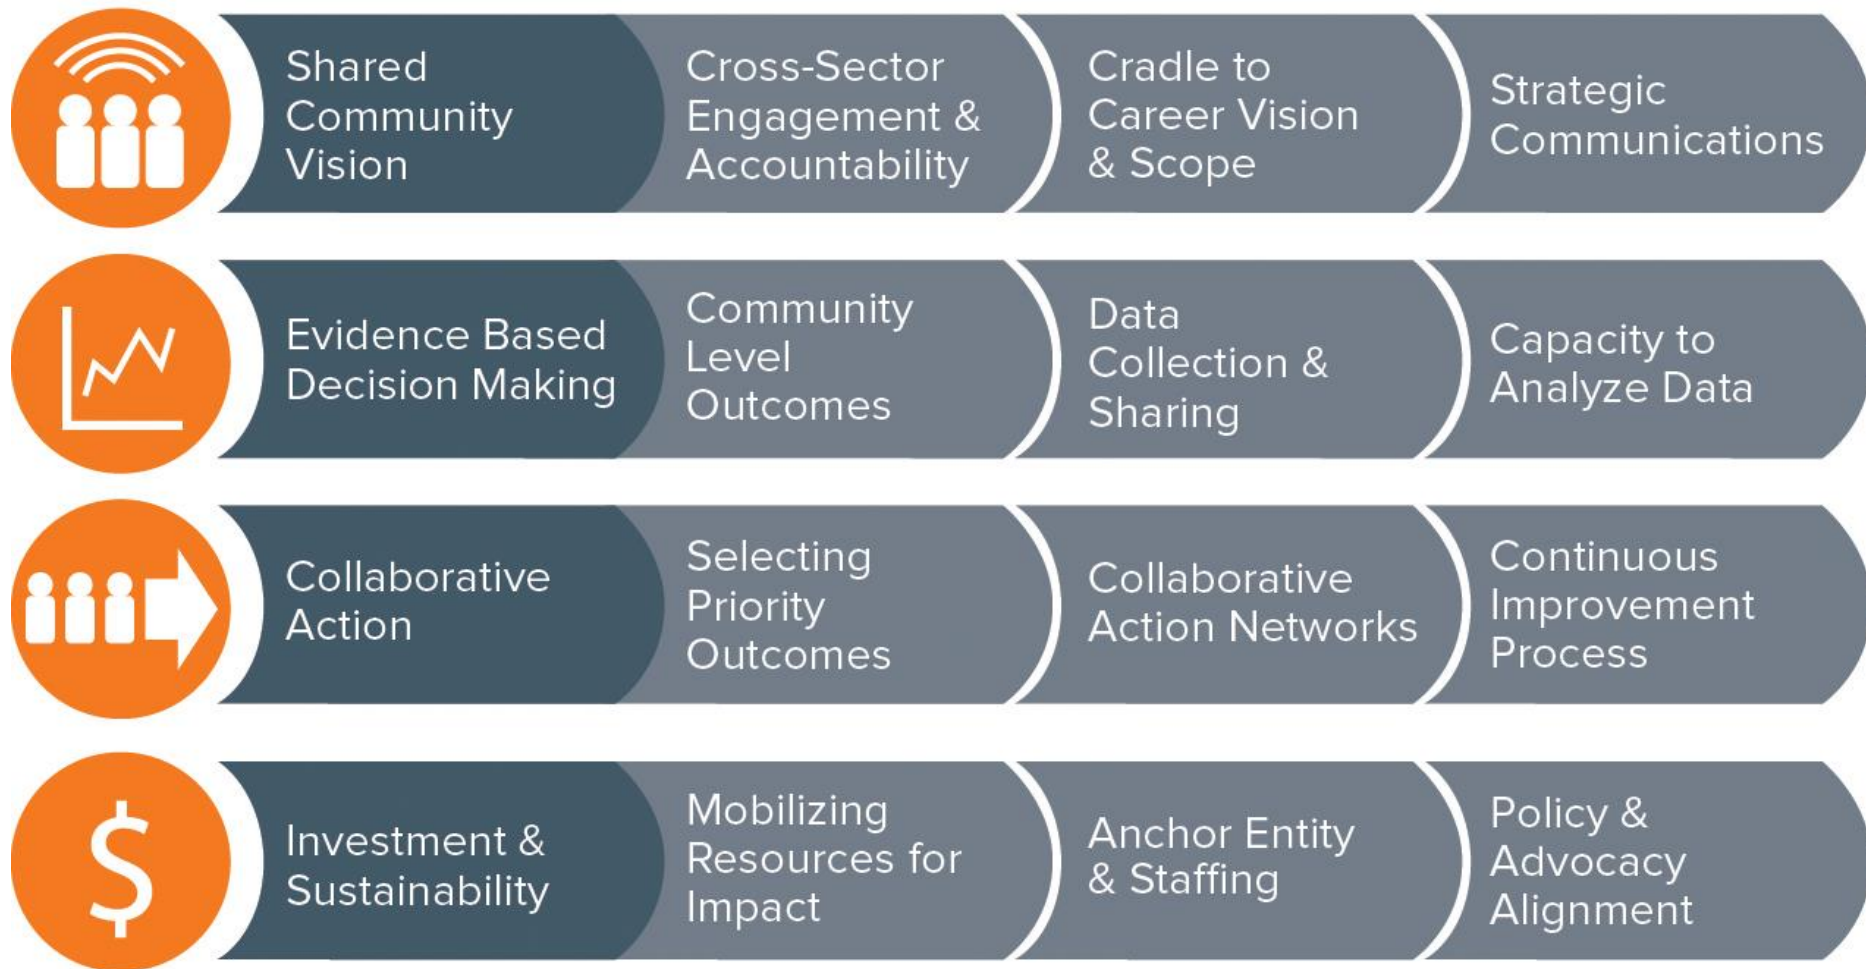 Shared
Community
Vision
Cross-Sector
Engagement &
Accountability
Cradle to
Career Vision
& Scope
Strategic
Communications
Evidence Based
Decision Making
Community
Level
Outcomes
Data
Collection &
Sharing
Capacity to
Analyze Data
Collaborative
Action
Selecting
Priority
Outcomes
Collaborative
Action Networks
Continuous
Improvement
Process
$
Investment &
Sustainability
Mobilizing
Resources for
Impact
Anchor Entity
& Staffing
Policy &
Advocacy
Alignment